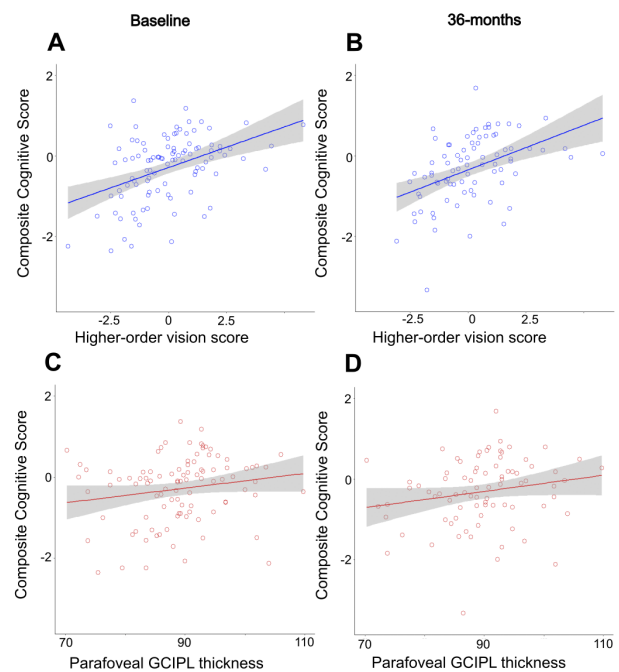 Baseline 36-months
A B
Composite Cognitive Score Composite Cognitive Score
2 2
0 0
-2 -2
-2.5 0 2.5 -2.5 0 2.5
Higher-order vision score Higher-order vision score
C D
Composite Cognitive Score Composite Cognitive Score
2 2
0 0
-2 -2
70 90 110 70 90 110
Parafoveal GCIPL thickness Parafoveal GCIPL thickness